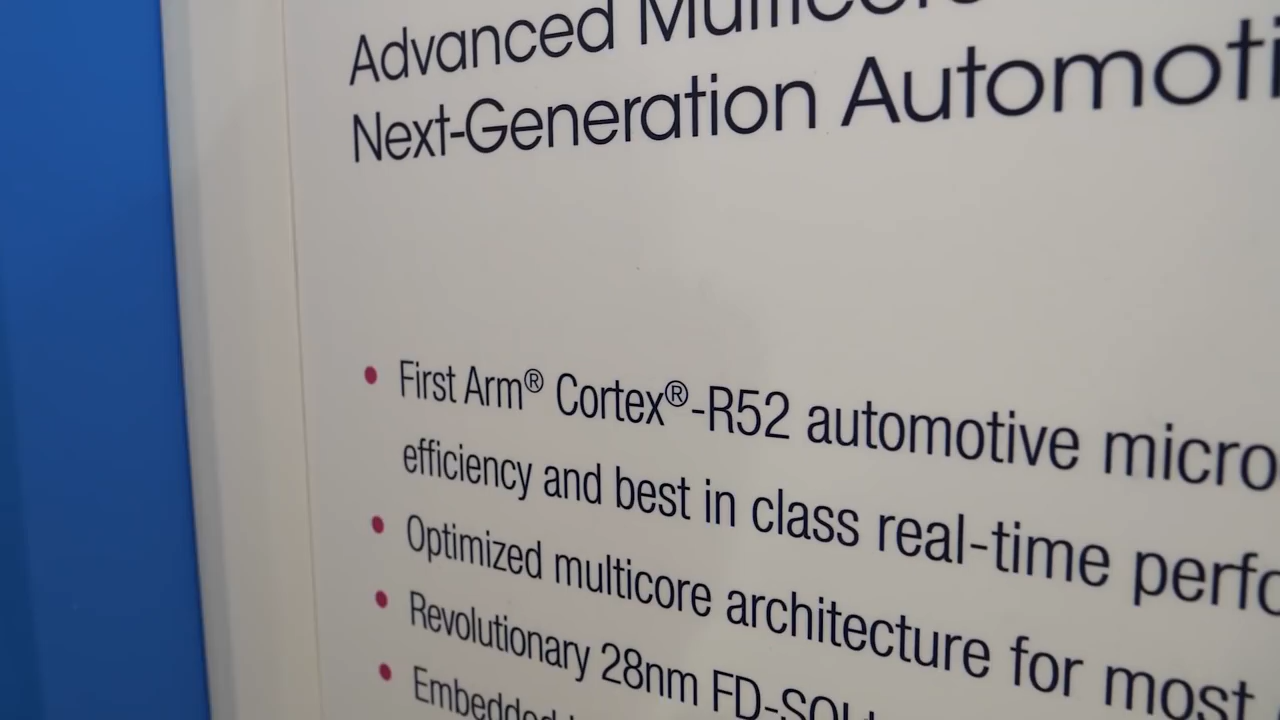 Advanced Multicore
Next-Generation Automoti
• First Arm® Cortex®-R52 automotive micro
efficiency and best in class real-time perfo
• Optimized multicore architecture for most
• Revolutionary 28nm FD-SOI
• Embedded